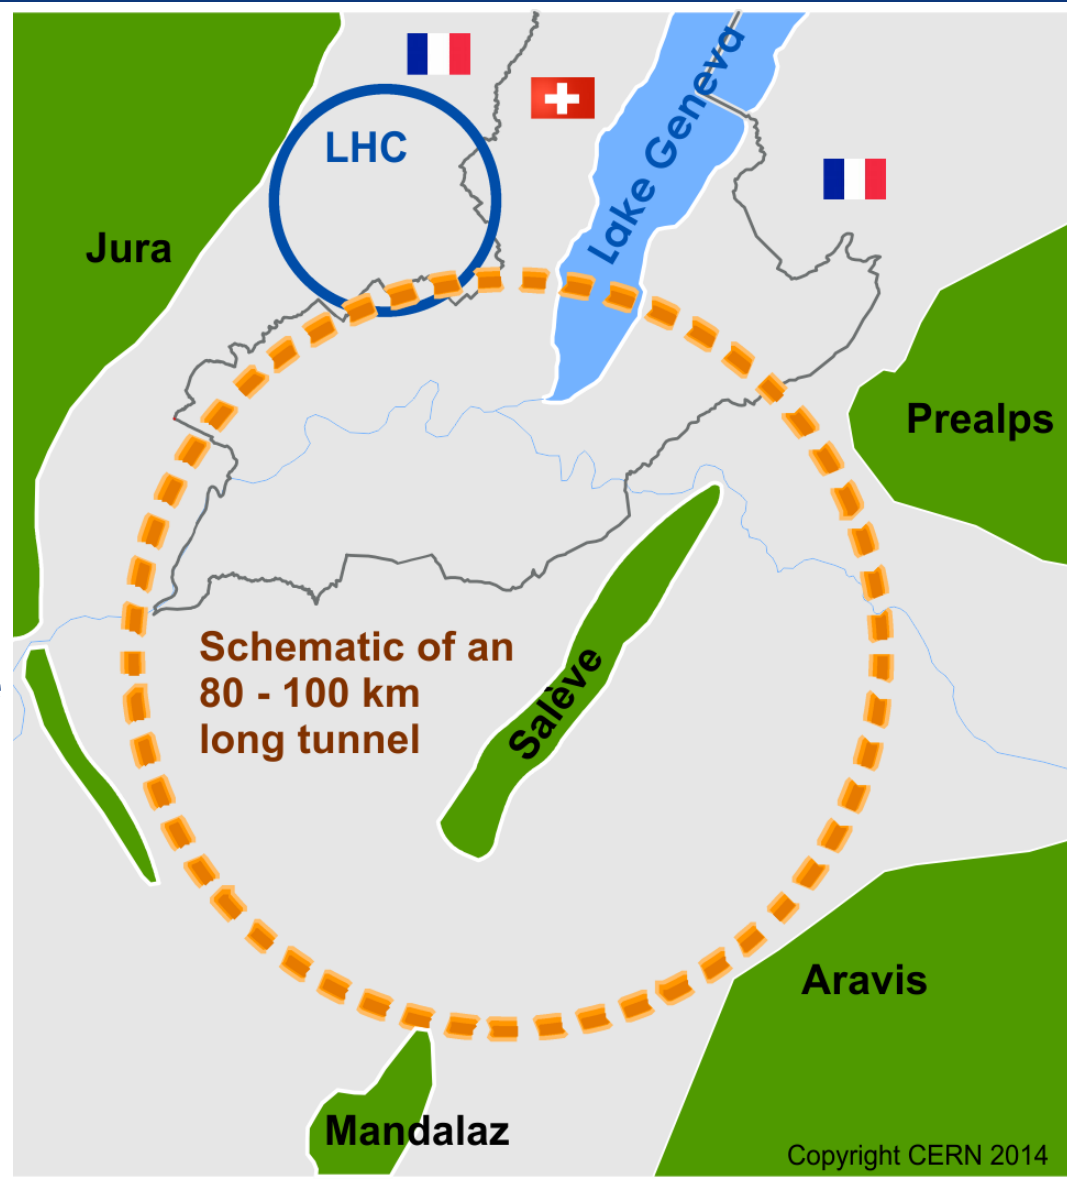 LHC
Lake Geneva
Jura
Prealps
Schematic of an
80 - 100 km
long tunnel
Salève
Aravis
Mandalaz
Copyright CERN 2014